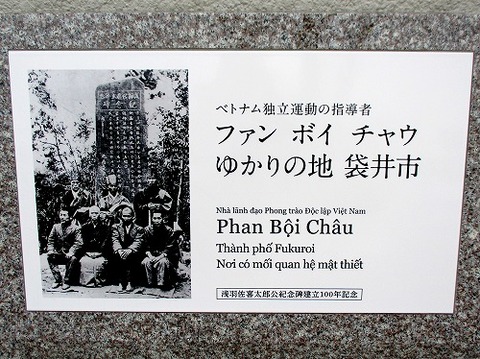 ベトナム独立運動の指導者
ファン ボイ チャウ
ゆかりの地 袋井市
Nhà lãnh đạo Phong trào Độc lập Việt Nam
Phan Bội Châu
Thành phố Fukuroi
Nơi có mối quan hệ mật thiết
浅羽佐喜太郎公紀念碑建立100年記念